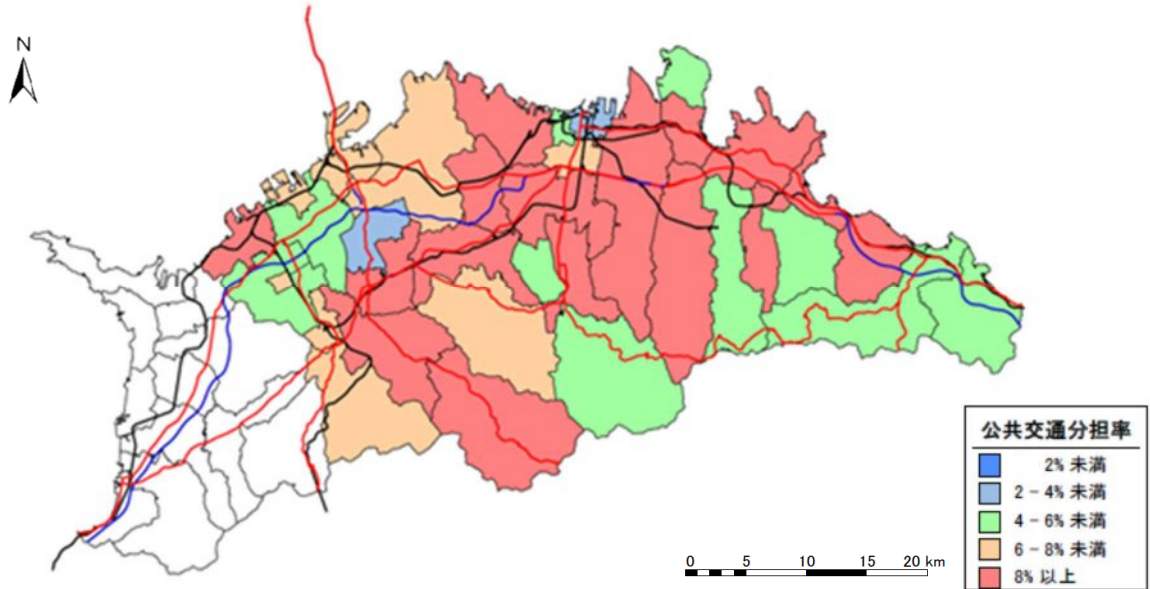 N
公共交通分担率
2% 未満
2 - 4% 未満
4 - 6% 未満
6 - 8% 未満
8% 以上
0 5 10 15 20 km